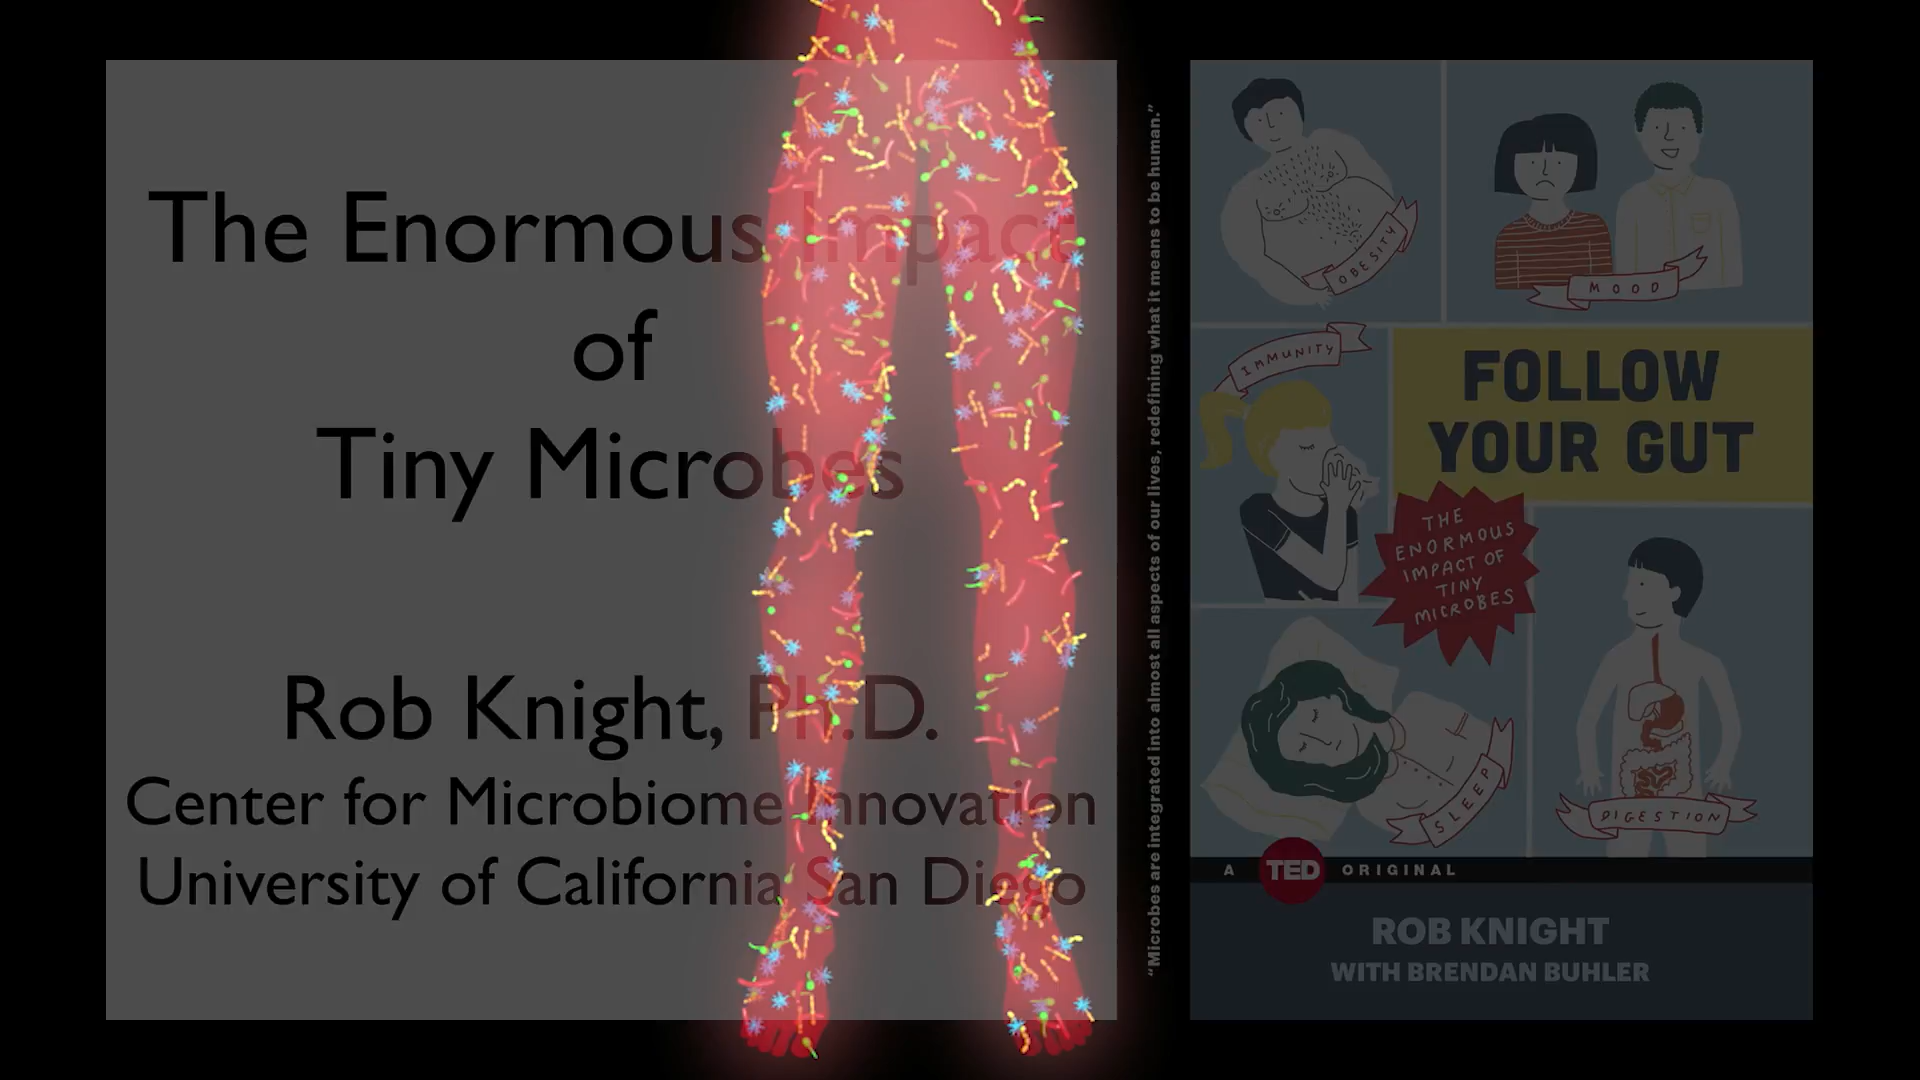 The Enormous Impact
of
Tiny Microbes
Rob Knight, Ph.D.
Center for Microbiome Innovation
University of California San Diego
“Microbes are integrated into almost all aspects of our lives, redefining what it means to be human.”
OBESITY
MOOD
IMMUNITY
FOLLOW
YOUR GUT
THE
ENORMOUS
IMPACT OF
TINY
MICROBES
SLEEP
DIGESTION
A TED ORIGINAL
ROB KNIGHT
WITH BRENDAN BUHLER